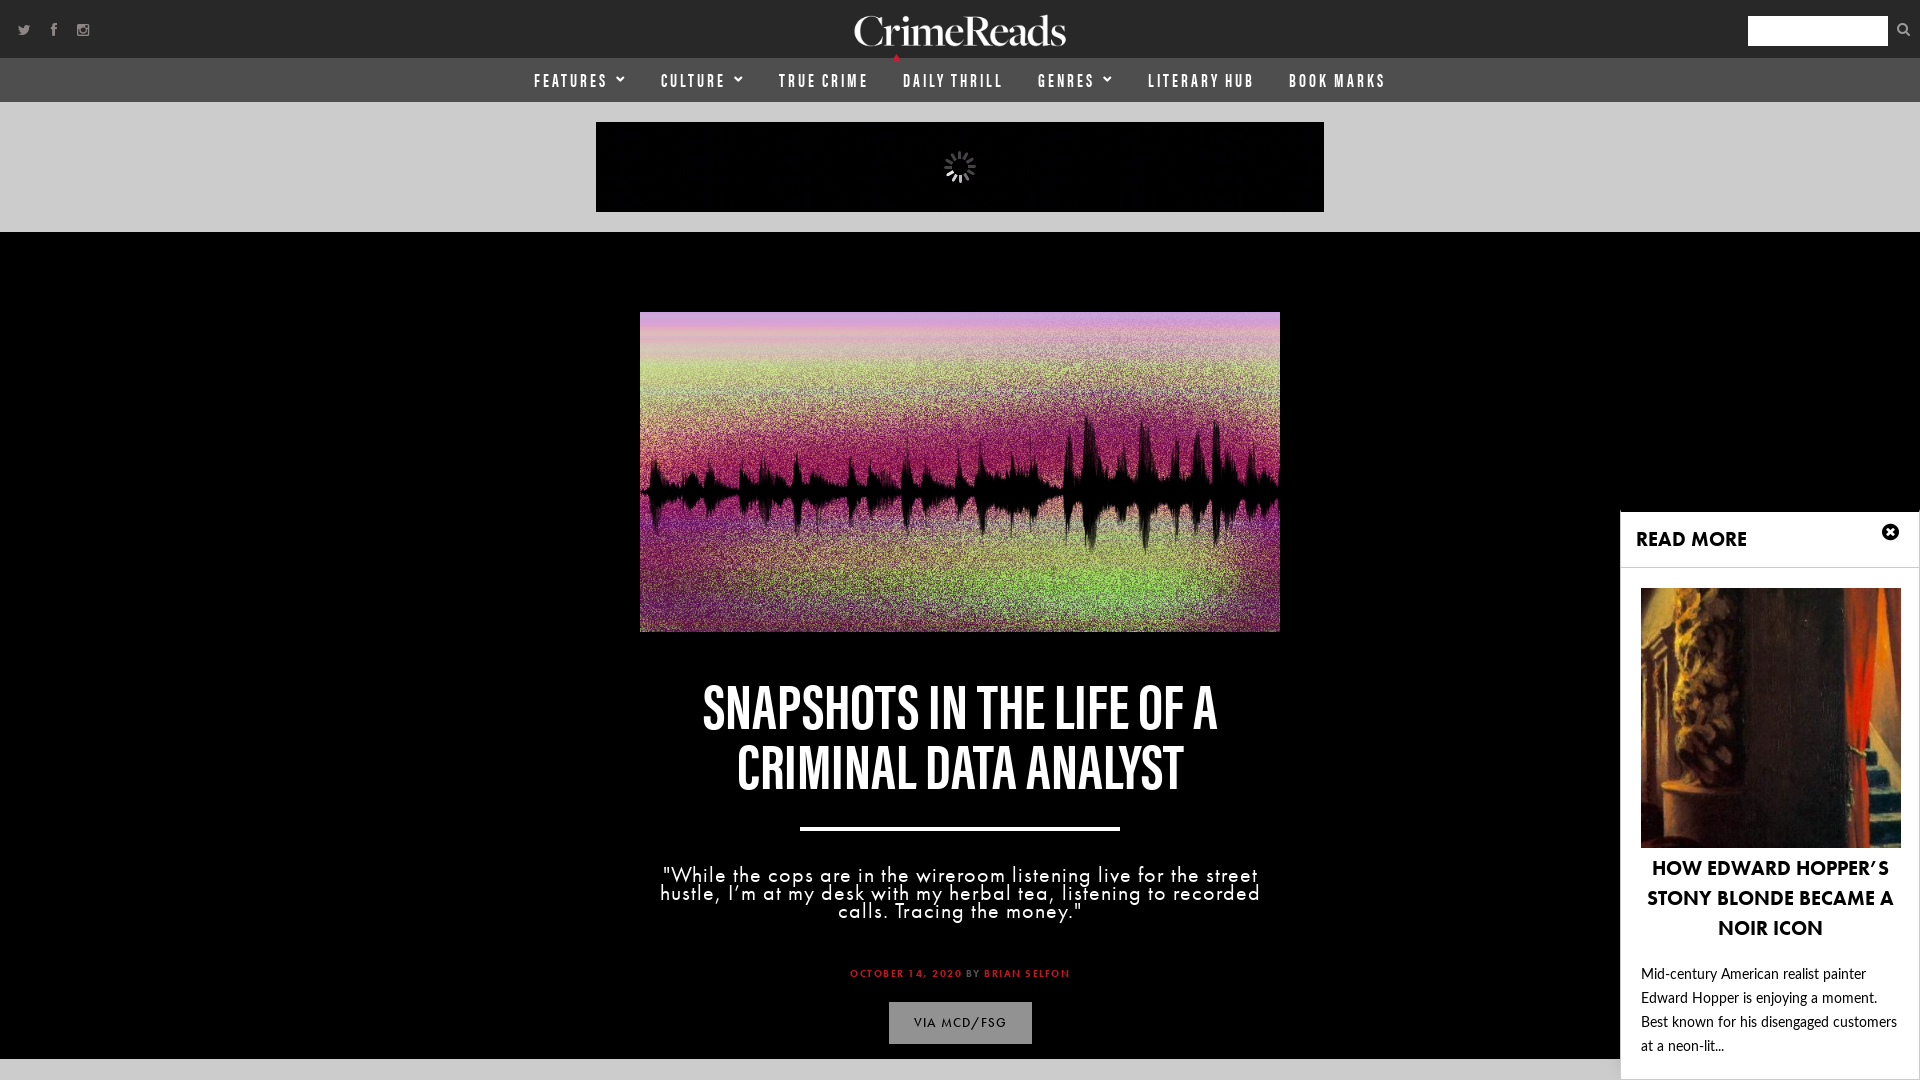 CrimeReads
FEATURES CULTURE TRUE CRIME DAILY THRILL GENRES LITERARY HUB BOOK MARKS
SNAPSHOTS IN THE LIFE OF A
CRIMINAL DATA ANALYST
"While the cops are in the wireroom listening live for the street
hustle, I’m at my desk with my herbal tea, listening to recorded
calls. Tracing the money."
OCTOBER 14, 2020 BY BRIAN SELFON
VIA MCD/FSG
READ MORE
HOW EDWARD HOPPER’S
STONY BLONDE BECAME A
NOIR ICON
Mid-century American realist painter
Edward Hopper is enjoying a moment.
Best known for his disengaged customers
at a neon-lit...